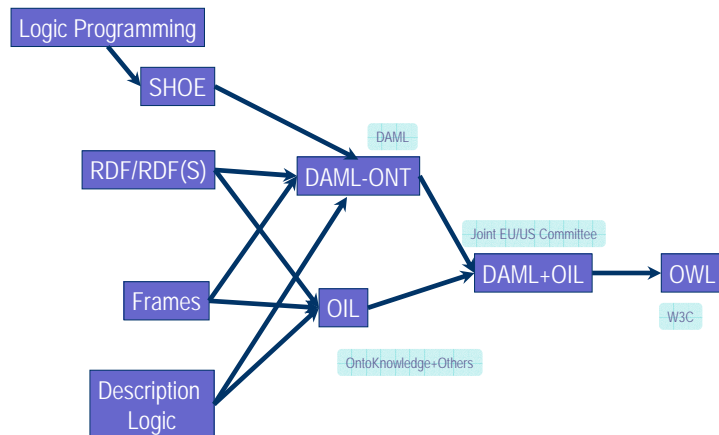 Logic Programming
SHOE
DAML
RDF/RDF(S)
DAML-ONT
Joint EU/US Committee
DAML+OIL
OWL
Frames
OIL
W3C
OntoKnowledge+Others
Description
Logic